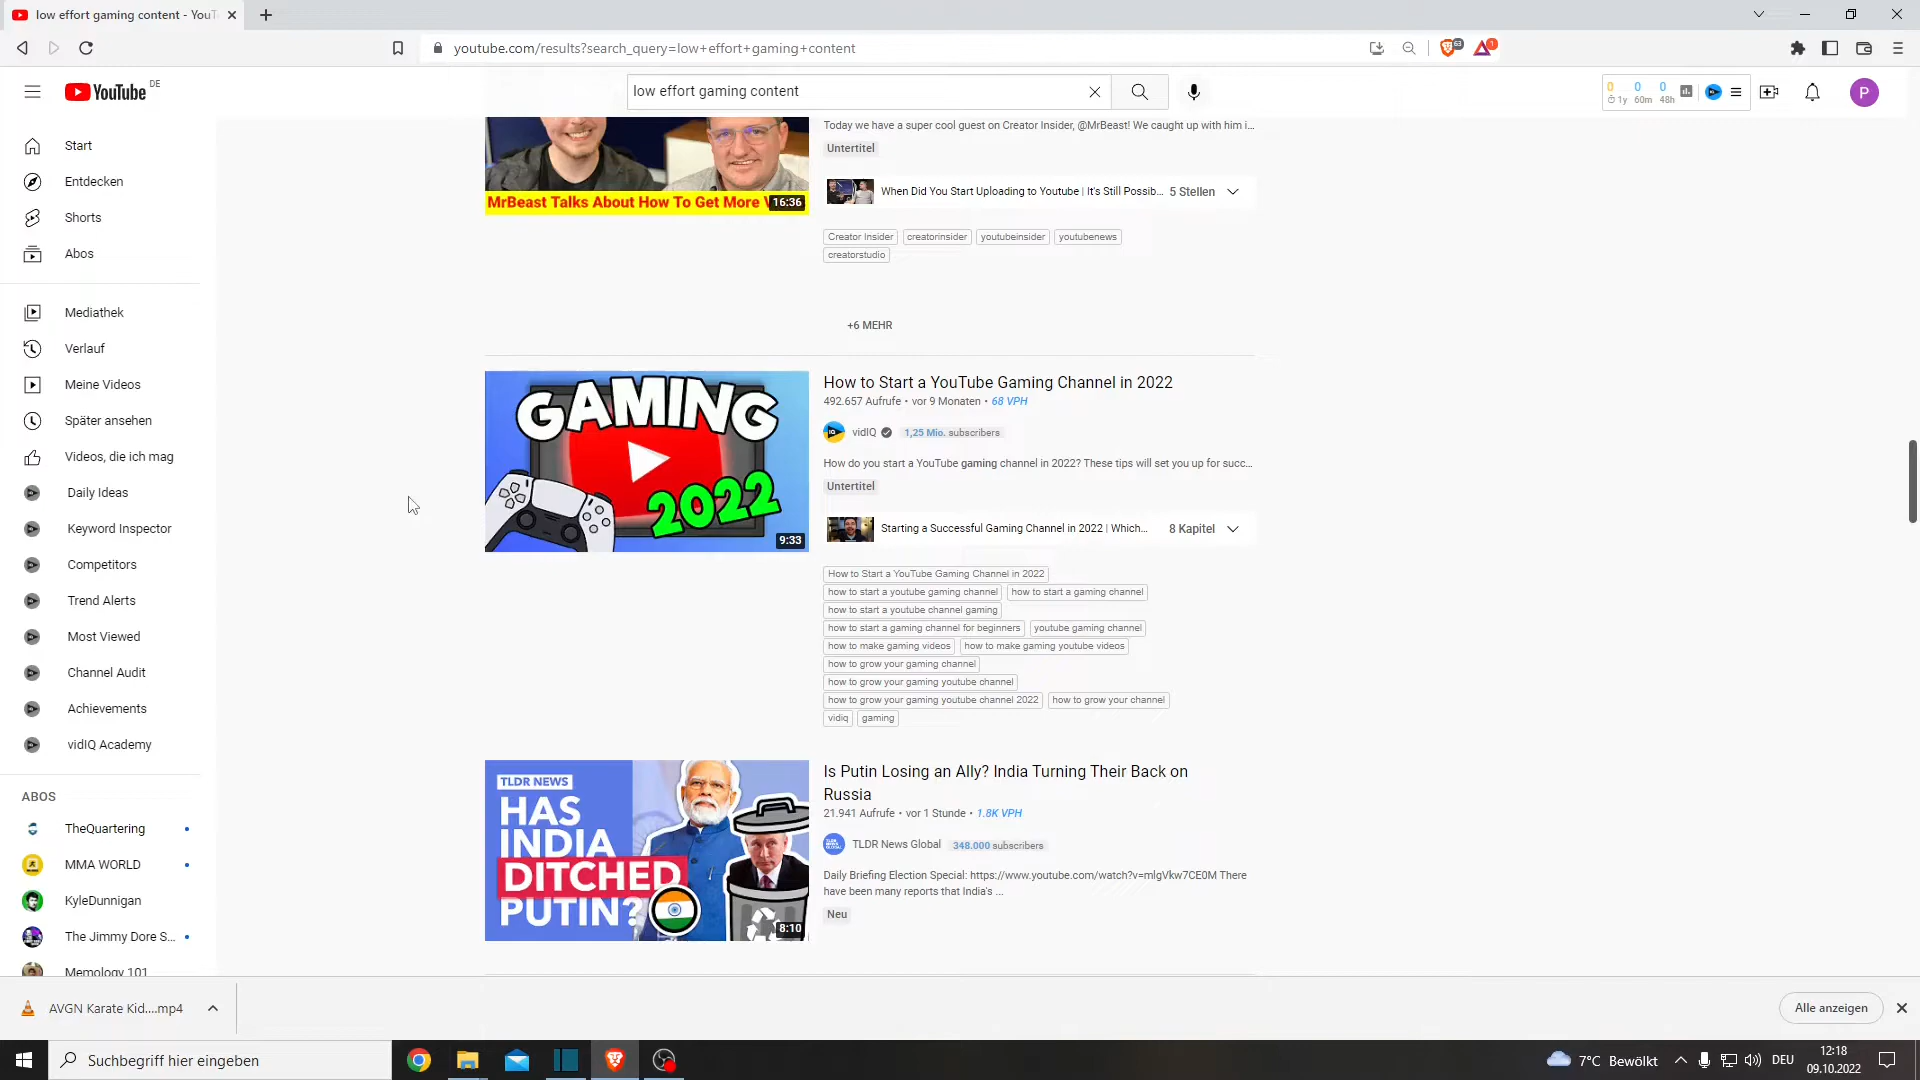 low effort gaming content - YouT
youtube.com/results?search_query=low+effort+gaming+content
63
1
YouTube DE
low effort gaming content
0 0 0
1y 60m 48h
P
Start
Entdecken
Shorts
Abos
Mediathek
Verlauf
Meine Videos
Später ansehen
Videos, die ich mag
Daily Ideas
Keyword Inspector
Competitors
Trend Alerts
Most Viewed
Channel Audit
Achievements
vidIQ Academy
ABOS
TheQuartering
MMA WORLD
KyleDunnigan
The Jimmy Dore S...
Memology 101
MrBeast Talks About How To Get More V
16:36
Today we have a super cool guest on Creator Insider, @MrBeast! We caught up with him i...
Untertitel
When Did You Start Uploading to Youtube | It's Still Possib... 5 Stellen
Creator Insider creatorinsider youtubeinsider youtubenews
creatorstudio
+6 MEHR
GAMING
2022
9:33
How to Start a YouTube Gaming Channel in 2022
492.657 Aufrufe • vor 9 Monaten • 68 VPH
vidIQ 1,25 Mio. subscribers
How do you start a YouTube gaming channel in 2022? These tips will set you up for succ...
Untertitel
Starting a Successful Gaming Channel in 2022 | Which... 8 Kapitel
How to Start a YouTube Gaming Channel in 2022
how to start a youtube gaming channel how to start a gaming channel
how to start a youtube channel gaming
how to start a gaming channel for beginners youtube gaming channel
how to make gaming videos how to make gaming youtube videos
how to grow your gaming channel
how to grow your gaming youtube channel
how to grow your gaming youtube channel 2022 how to grow your channel
vidiq gaming
TLDR NEWS
HAS
INDIA
DITCHED
PUTIN?
8:10
Is Putin Losing an Ally? India Turning Their Back on
Russia
21.941 Aufrufe • vor 1 Stunde • 1.8K VPH
TLDR News Global 348.000 subscribers
Daily Briefing Election Special: https://www.youtube.com/watch?v=mlgVkw7CE0M There
have been many reports that India's ...
Neu
AVGN Karate Kid....mp4
Alle anzeigen
Suchbegriff hier eingeben
7°C Bewölkt
DEU
12:18
09.10.2022